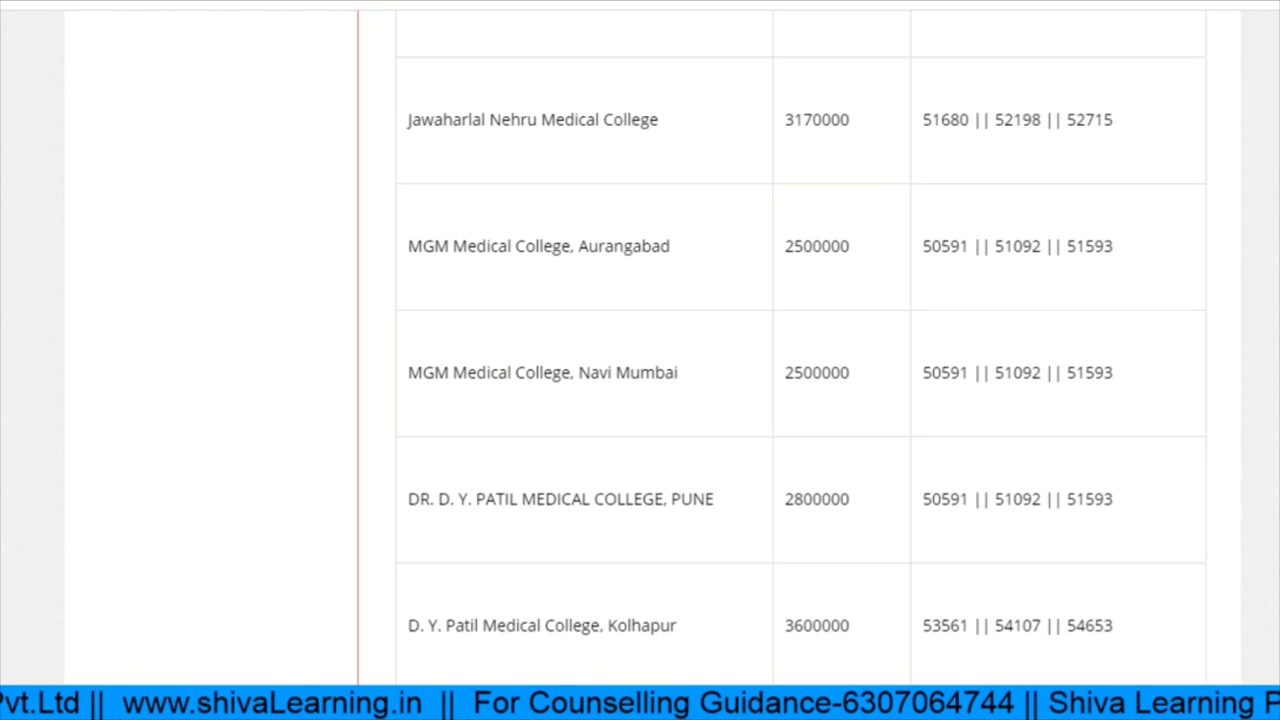 Jawaharlal Nehru Medical College 3170000 51680 || 52198 || 52715
MGM Medical College, Aurangabad 2500000 50591 || 51092 || 51593
MGM Medical College, Navi Mumbai 2500000 50591 || 51092 || 51593
DR. D. Y. PATIL MEDICAL COLLEGE, PUNE 2800000 50591 || 51092 || 51593
D. Y. Patil Medical College, Kolhapur 3600000 53561 || 54107 || 54653
Pvt.Ltd || www.shivaLearning.in || For Counselling Guidance-6307064744 || Shiva Learning P